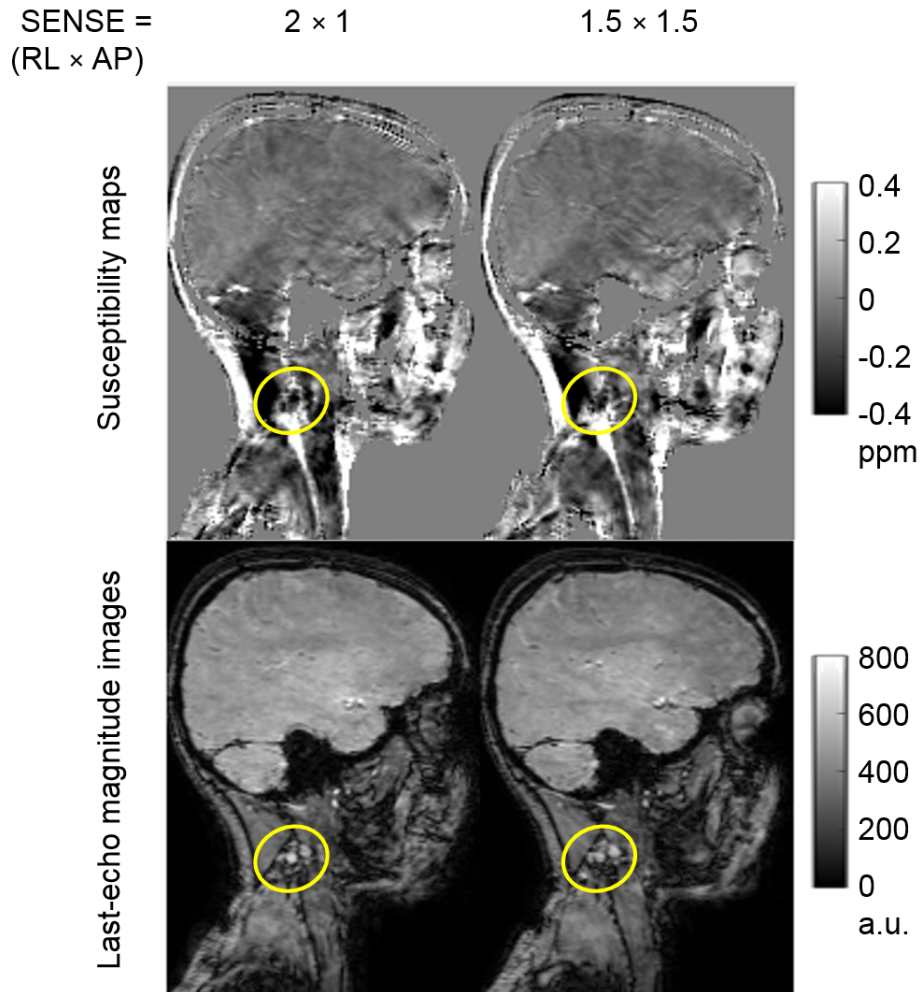 SENSE = 2 × 1 1.5 × 1.5
(RL × AP)
Susceptibility maps
0.4
0.2
0
-0.2
-0.4
ppm
Last-echo magnitude images
800
600
400
200
0
a.u.